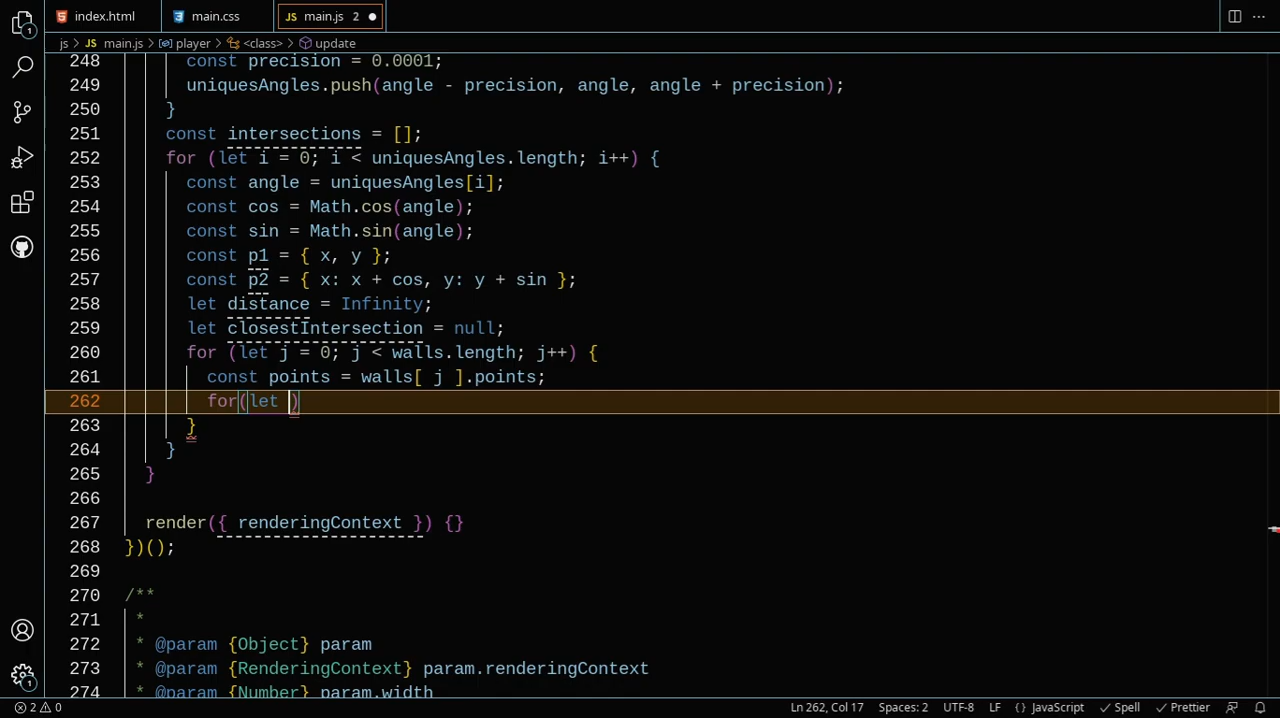 index.html main.css JS main.js 2
js JS main.js player <class> update
248 const precision = 0.0001;
249 uniquesAngles.push(angle - precision, angle, angle + precision);
250 }
251 const intersections = [];
252 for (let i = 0; i < uniquesAngles.length; i++) {
253 const angle = uniquesAngles[i];
254 const cos = Math.cos(angle);
255 const sin = Math.sin(angle);
256 const p1 = { x, y };
257 const p2 = { x: x + cos, y: y + sin };
258 let distance = Infinity;
259 let closestIntersection = null;
260 for (let j = 0; j < walls.length; j++) {
261 const points = walls[ j ].points;
262 for(let )
263 }
264 }
265 }
266
267 render({ renderingContext }) {}
268 })();
269
270 /**
271 *
272 * @param {Object} param
273 * @param {RenderingContext} param.renderingContext
274 * @param {Number} param.width
2 0 Ln 262, Col 17 Spaces: 2 UTF-8 LF {} JavaScript Spell Prettier